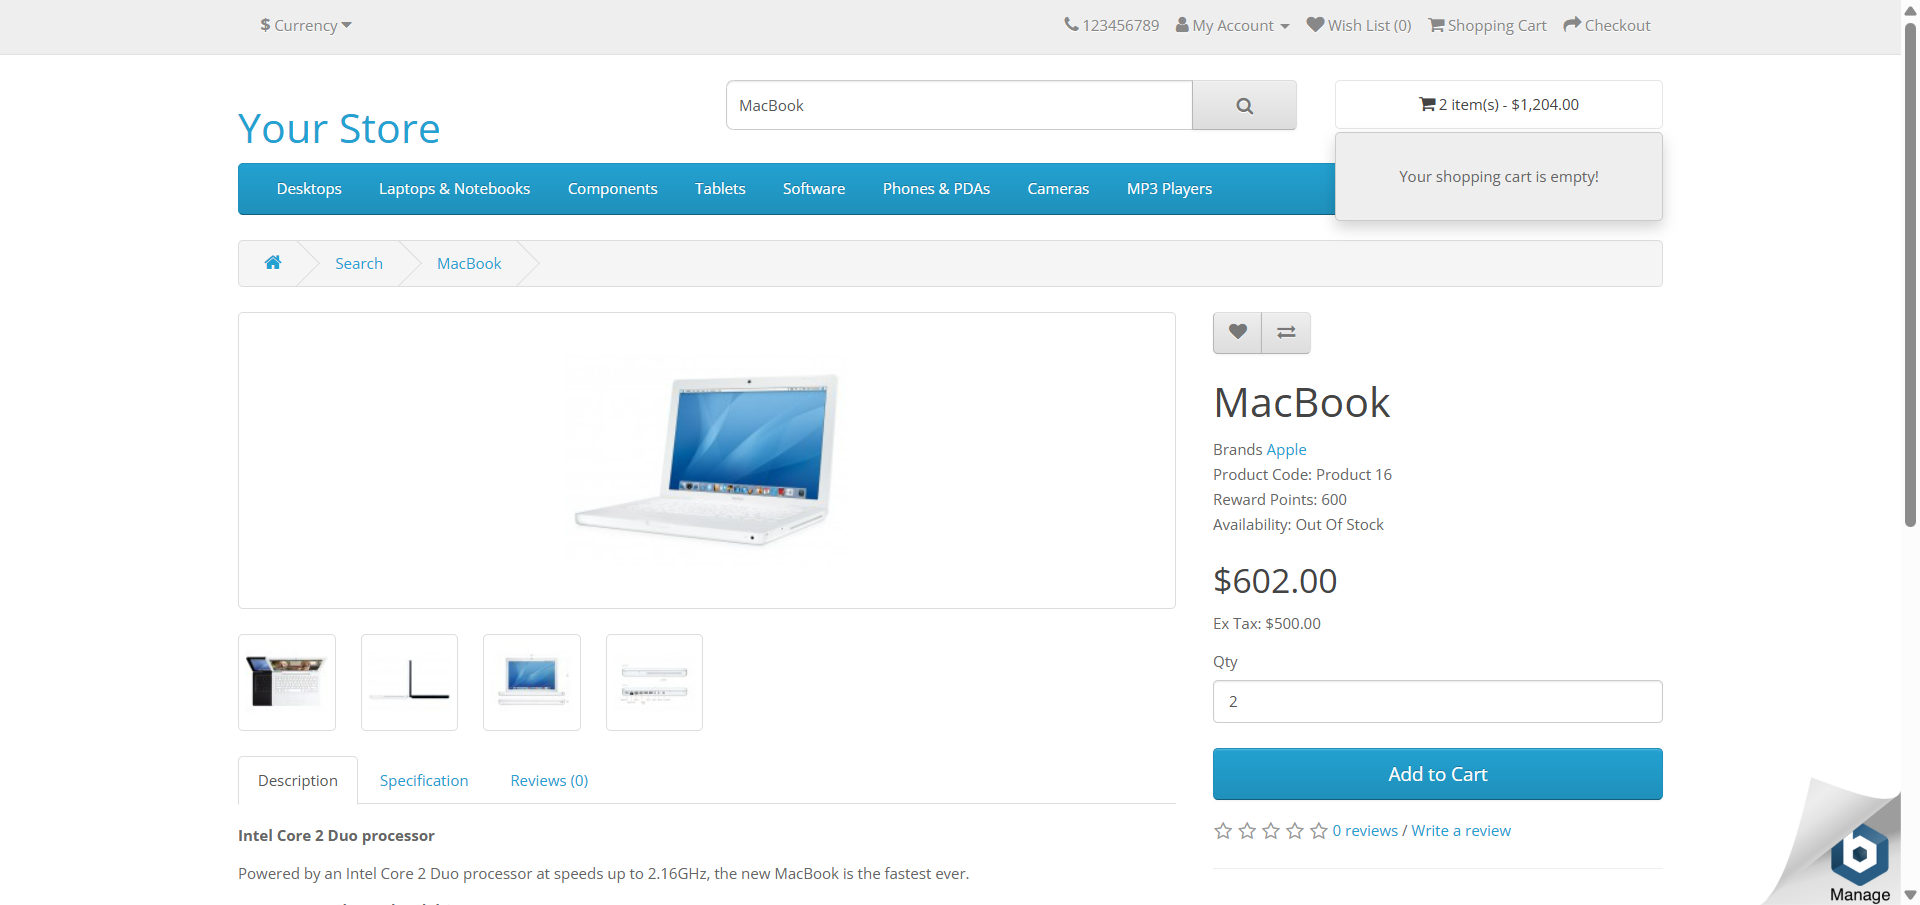 $ Currency
123456789 My Account Wish List (0) Shopping Cart Checkout
Your Store
MacBook
2 item(s) - $1,204.00
Your shopping cart is empty!
Desktops Laptops & Notebooks Components Tablets Software Phones & PDAs Cameras MP3 Players
Search MacBook
MacBook
Brands Apple
Product Code: Product 16
Reward Points: 600
Availability: Out Of Stock
$602.00
Ex Tax: $500.00
Qty
2
Add to Cart
0 reviews / Write a review
Description Specification Reviews (0)
Intel Core 2 Duo processor
Powered by an Intel Core 2 Duo processor at speeds up to 2.16GHz, the new MacBook is the fastest ever.
b
Manage